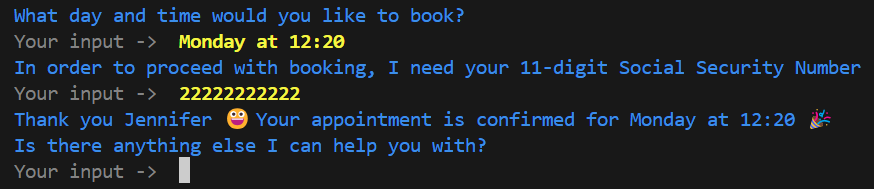 What day and time would you like to book?
Your input -> Monday at 12:20
In order to proceed with booking, I need your 11-digit Social Security Number
Your input -> 22222222222
Thank you Jennifer 😀 Your appointment is confirmed for Monday at 12:20 🎉
Is there anything else I can help you with?
Your input ->